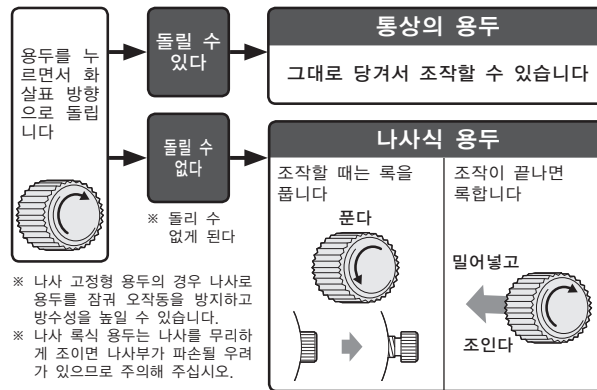 용두를 누
르면서 화
살표 방향
으로 돌립
니다
돌릴 수
있다
통상의 용두
그대로 당겨서 조작할 수 있습니다
돌릴 수
없다
※ 돌리 수
없게 된다
나사식 용두
조작할 때는 록을
풉니다
푼다
조작이 끝나면
록합니다
밀어넣고
조인다
※ 나사 고정형 용두의 경우 나사로
용두를 잠궈 오작동을 방지하고
방수성을 높일 수 있습니다.
※ 나사 록식 용두는 나사를 무리하
게 조이면 나사부가 파손될 우려
가 있으므로 주의해 주십시오.